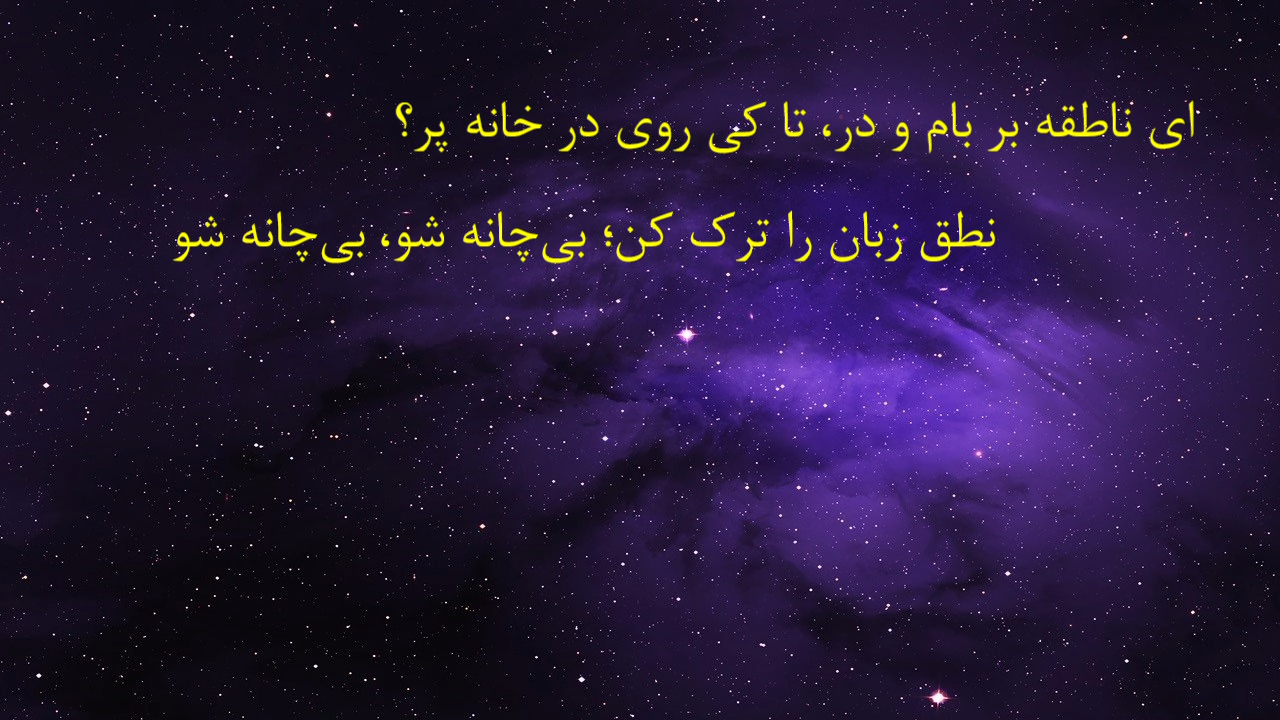 ای ناطقه بر بام و در، تا کی روی در خانه پر؟
نطق زبان را ترک کن؛ بی‌چانه شو، بی‌چانه شو